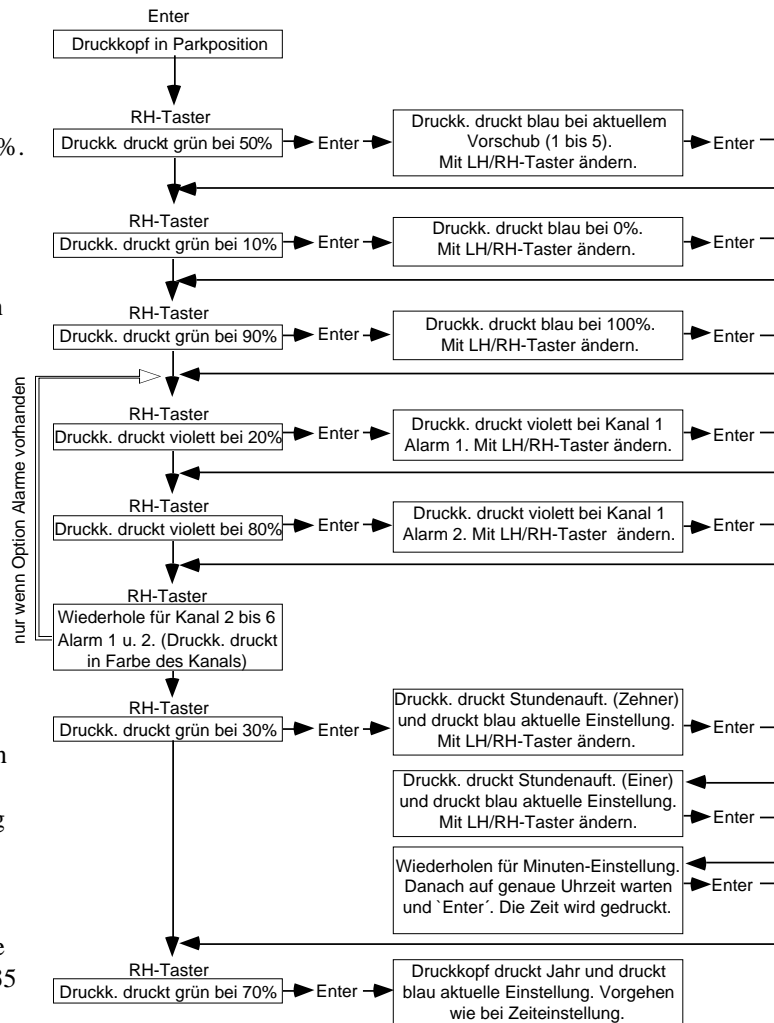 Enter
Druckkopf in Parkposition
RH-Taster
%.
Druckk. druckt grün bei 50%
Enter
Druckk. druckt blau bei aktuellem
Vorschub (1 bis 5).
Mit LH/RH-Taster ändern.
Enter
RH-Taster
Druckk. druckt grün bei 10%
Enter
Druckk. druckt blau bei 0%.
Mit LH/RH-Taster ändern.
Enter
RH-Taster
Druckk. druckt grün bei 90%
Enter
Druckk. druckt blau bei 100%.
Mit LH/RH-Taster ändern.
Enter
nur wenn Option Alarme vorhanden
RH-Taster
Druckk. druckt violett bei 20%
Enter
Druckk. druckt violett bei Kanal 1
Alarm 1. Mit LH/RH-Taster ändern.
Enter
RH-Taster
Druckk. druckt violett bei 80%
Enter
Druckk. druckt violett bei Kanal 1
Alarm 2. Mit LH/RH-Taster ändern.
Enter
RH-Taster
Wiederhole für Kanal 2 bis 6
Alarm 1 u. 2. (Druckk. druckt
in Farbe des Kanals)
RH-Taster
Druckk. druckt grün bei 30%
Enter
Druckk. druckt Stundenauft. (Zehner)
und druckt blau aktuelle Einstellung.
Mit LH/RH-Taster ändern.
Enter
Druckk. druckt Stundenauft. (Einer)
und druckt blau aktuelle Einstellung.
Mit LH/RH-Taster ändern.
Enter
g
Wiederholen für Minuten-Einstellung.
Danach auf genaue Uhrzeit warten
und `Enter´. Die Zeit wird gedruckt.
Enter
e
35
RH-Taster
Druckk. druckt grün bei 70%
Enter
Druckkopf druckt Jahr und druckt
blau aktuelle Einstellung. Vorgehen
wie bei Zeiteinstellung.